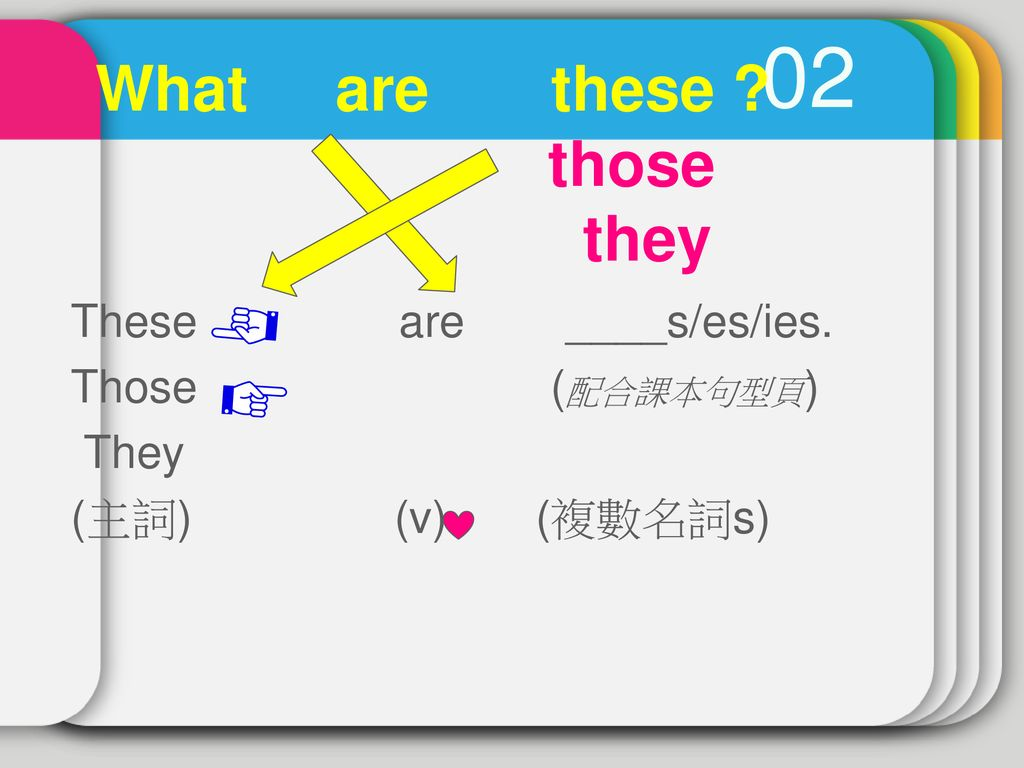 What are these ? 02
those
they
These are ____s/es/ies.
Those (配合課本句型頁)
They
(主詞) (v) (複數名詞s)